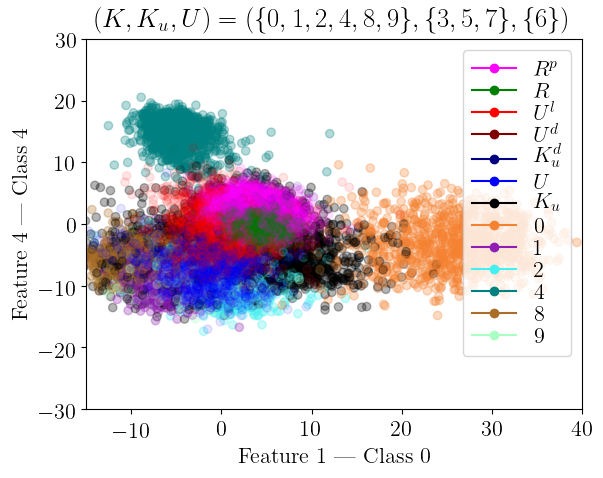 (K, K_u, U) = ({0, 1, 2, 4, 8, 9}, {3, 5, 7}, {6})
30
20
10
0
−10
−20
−30
Feature 4 — Class 4
R^p
R
U^l
U^d
K_u^d
U
K_u
0
1
2
4
8
9
−10
0
10
20
30
40
Feature 1 — Class 0